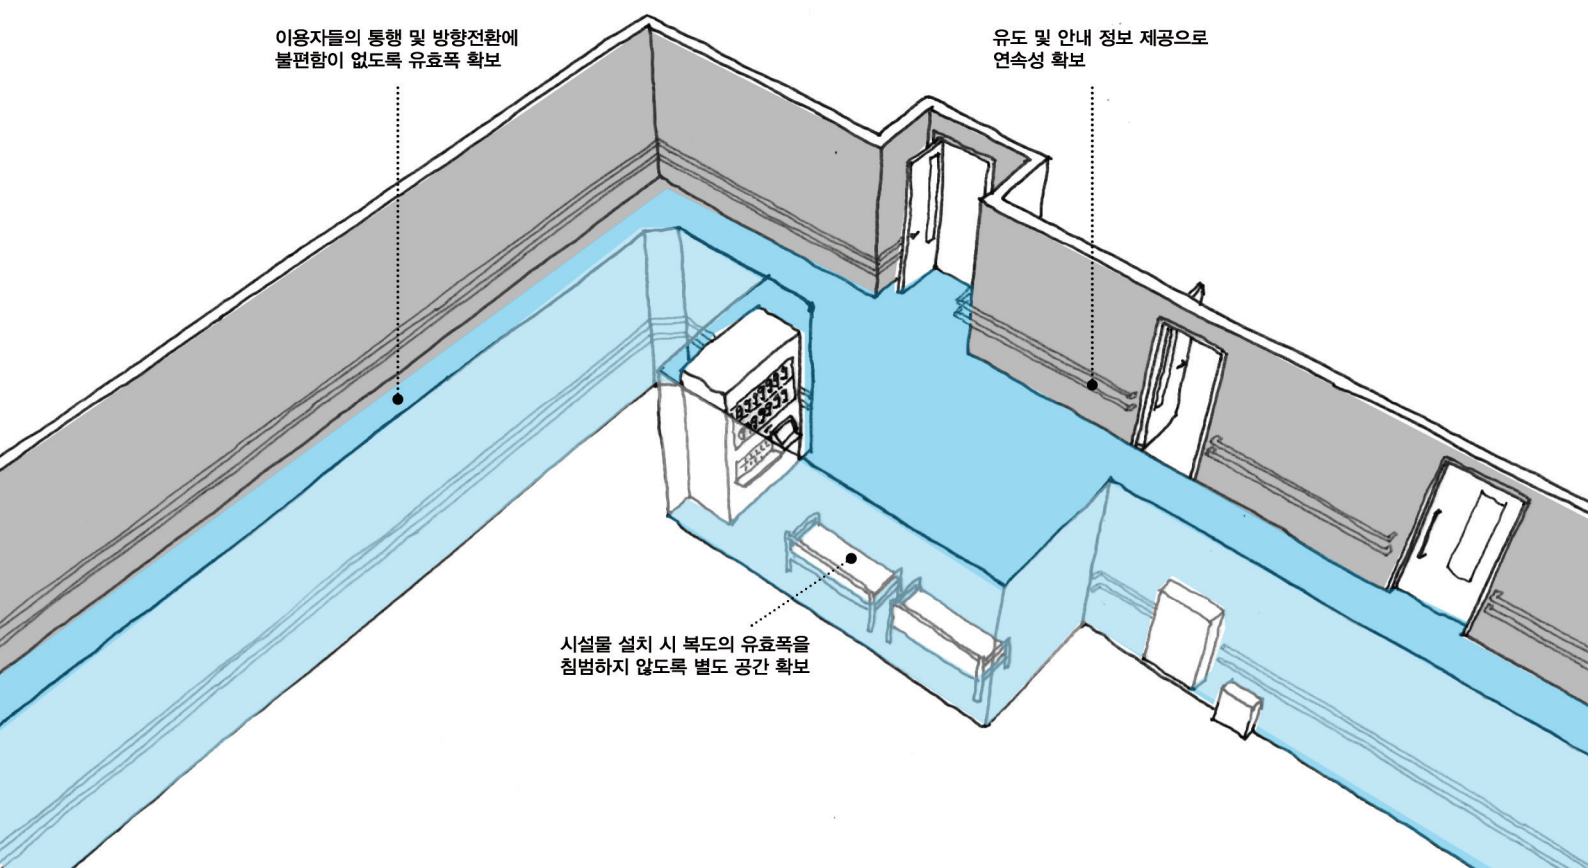 이용자들의 통행 및 방향전환에
불편함이 없도록 유효폭 확보
유도 및 안내 정보 제공으로
연속성 확보
시설물 설치 시 복도의 유효폭을
침범하지 않도록 별도 공간 확보